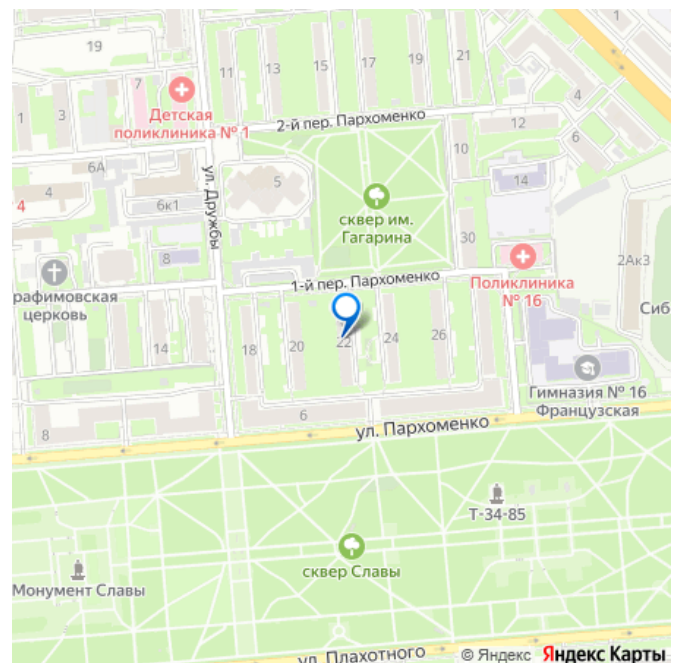 1
19
21
11
13
15
17
19
7
4
1
3
Детская
поликлиника № 1
2-й пер. Пархоменко
12
6
6А
10
ул. Дружбы
4
4
5
14
6к1
сквер им.
Гагарина
30
8
2Ак3
1-й пер. Пархоменко
Поликлиника
№ 16
рафимовская
церковь
Сиб
14
18
20
22
24
26
Гимназия № 16
Французская
6
8
ул. Пархоменко
Т-34-85
сквер Славы
Монумент Славы
ул. Плахотного
© Яндекс Яндекс Карты